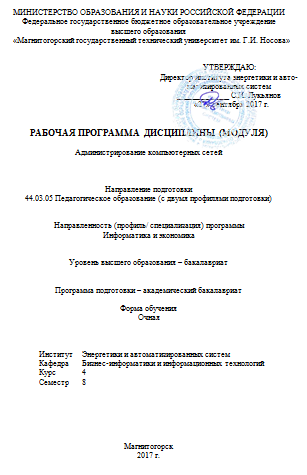 МИНИСТЕРСТВО ОБРАЗОВАНИЯ И НАУКИ РОССИЙСКОЙ ФЕДЕРАЦИИ
Федеральное государственное бюджетное образовательное учреждение
высшего образования
«Магнитогорский государственный технический университет им. Г.И. Носова»
УТВЕРЖДАЮ:
Директор института энергетики и авто-
матизированных систем
С.И. Лукьянов
2017 г.
РАБОЧАЯ ПРОГРАММА ДИСЦИПЛИНЫ (МОДУЛЯ)
Администрирование компьютерных сетей
Направление подготовки
44.03.05 Педагогическое образование (с двумя профилями подготовки)
Направленность (профиль/ специализация) программы
Информатика и экономика
Уровень высшего образования – бакалавриат
Программа подготовки – академический бакалавриат
Форма обучения
Очная
Институт Энергетики и автоматизированных систем
Кафедра Бизнес-информатики и информационных технологий
Курс 4
Семестр 8
Магнитогорск
2017 г.